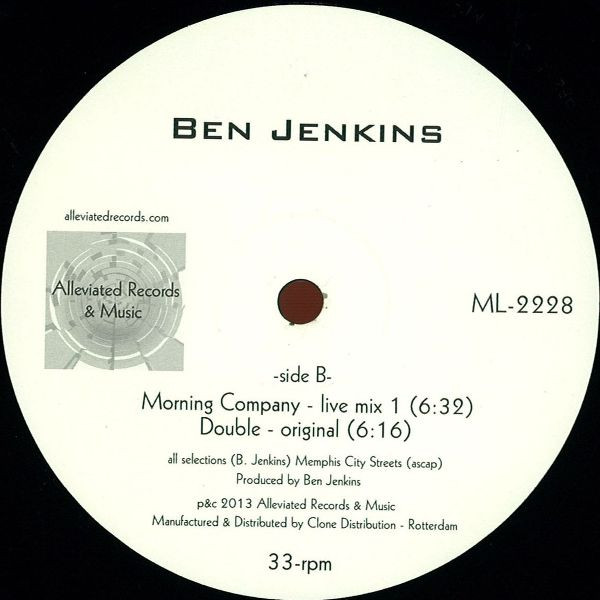 BEN JENKINS
alleviatedrecords.com
Alleviated Records
& Music
ML-2228
-side B-
Morning Company - live mix 1 (6:32)
Double - original (6:16)
all selections (B. Jenkins) Memphis City Streets (ascap)
Produced by Ben Jenkins
p&c 2013 Alleviated Records & Music
Manufactured & Distributed by Clone Distribution - Rotterdam
33-rpm